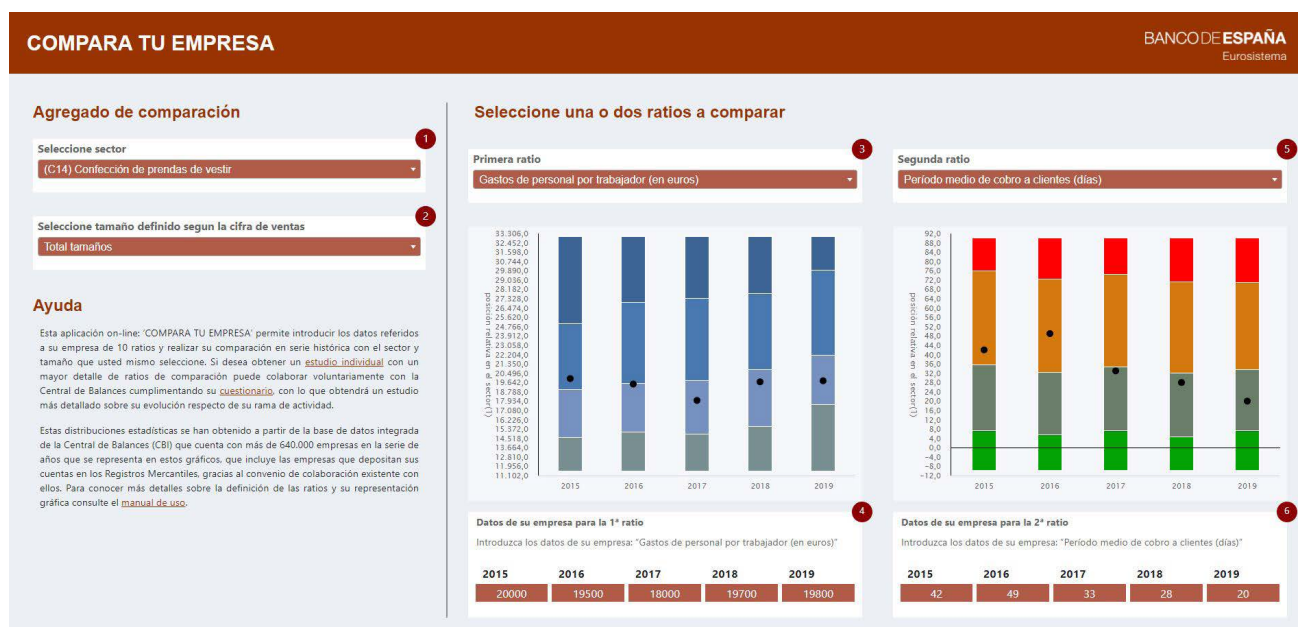 COMPARA TU EMPRESA
BANCODEESPAÑA
Eurosistema
Agregado de comparación
1
Seleccione sector
(C14) Confección de prendas de vestir
2
Seleccione tamaño definido segun la cifra de ventas
Total tamaños
Ayuda
Esta aplicación on-line: 'COMPARA TU EMPRESA' permite introducir los datos referidos
a su empresa de 10 ratios y realizar su comparación en serie histórica con el sector y
tamaño que usted mismo seleccione. Si desea obtener un estudio individual con un
mayor detalle de ratios de comparación puede colaborar voluntariamente con la
Central de Balances cumplimentando su cuestionario, con lo que obtendrá un estudio
más detallado sobre su evolución respecto de su rama de actividad.
Estas distribuciones estadísticas se han obtenido a partir de la base de datos integrada
de la Central de Balances (CBI) que cuenta con más de 640.000 empresas en la serie de
años que se representa en estos gráficos, que incluye las empresas que depositan sus
cuentas en los Registros Mercantiles, gracias al convenio de colaboración existente con
ellos. Para conocer más detalles sobre la definición de las ratios y su representación
gráfica consulte el manual de uso.
Seleccione una o dos ratios a comparar
3
Primera ratio
Gastos de personal por trabajador (en euros)
33.306,0
32.452,0
31.598,0
30.744,0
29.890,0
29.036,0
28.182,0
27.328,0
26.474,0
25.620,0
24.766,0
23.912,0
23.058,0
22.204,0
21.350,0
20.496,0
19.642,0
18.788,0
17.934,0
17.080,0
16.226,0
15.372,0
14.518,0
13.664,0
12.810,0
11.956,0
11.102,0
posición relativa en el sector(1)
2015 2016 2017 2018 2019
4
Datos de su empresa para la 1ª ratio
Introduzca los datos de su empresa: "Gastos de personal por trabajador (en euros)"
2015 2016 2017 2018 2019
20000 19500 18000 19700 19800
5
Segunda ratio
Período medio de cobro a clientes (días)
92,0
88,0
84,0
80,0
76,0
72,0
68,0
64,0
60,0
56,0
52,0
48,0
44,0
40,0
36,0
32,0
28,0
24,0
20,0
16,0
12,0
8,0
4,0
0,0
−4,0
−8,0
−12,0
posición relativa en el sector(1)
2015 2016 2017 2018 2019
6
Datos de su empresa para la 2ª ratio
Introduzca los datos de su empresa: "Período medio de cobro a clientes (días)"
2015 2016 2017 2018 2019
42 49 33 28 20